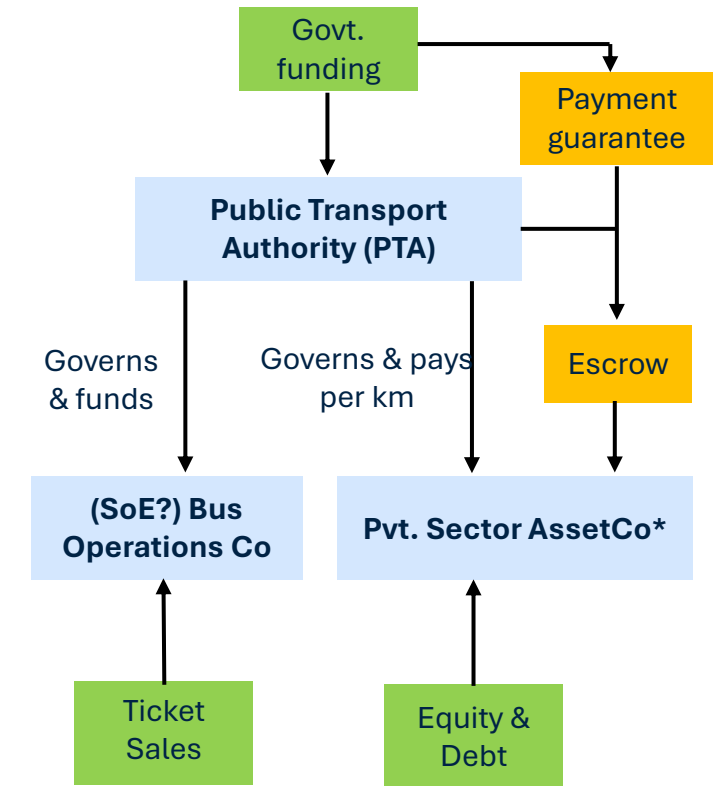 Govt.
funding
Payment
guarantee
Public Transport
Authority (PTA)
Governs
& funds
Governs & pays
per km
Escrow
(SoE?) Bus
Operations Co
Pvt. Sector AssetCo*
Ticket
Sales
Equity &
Debt